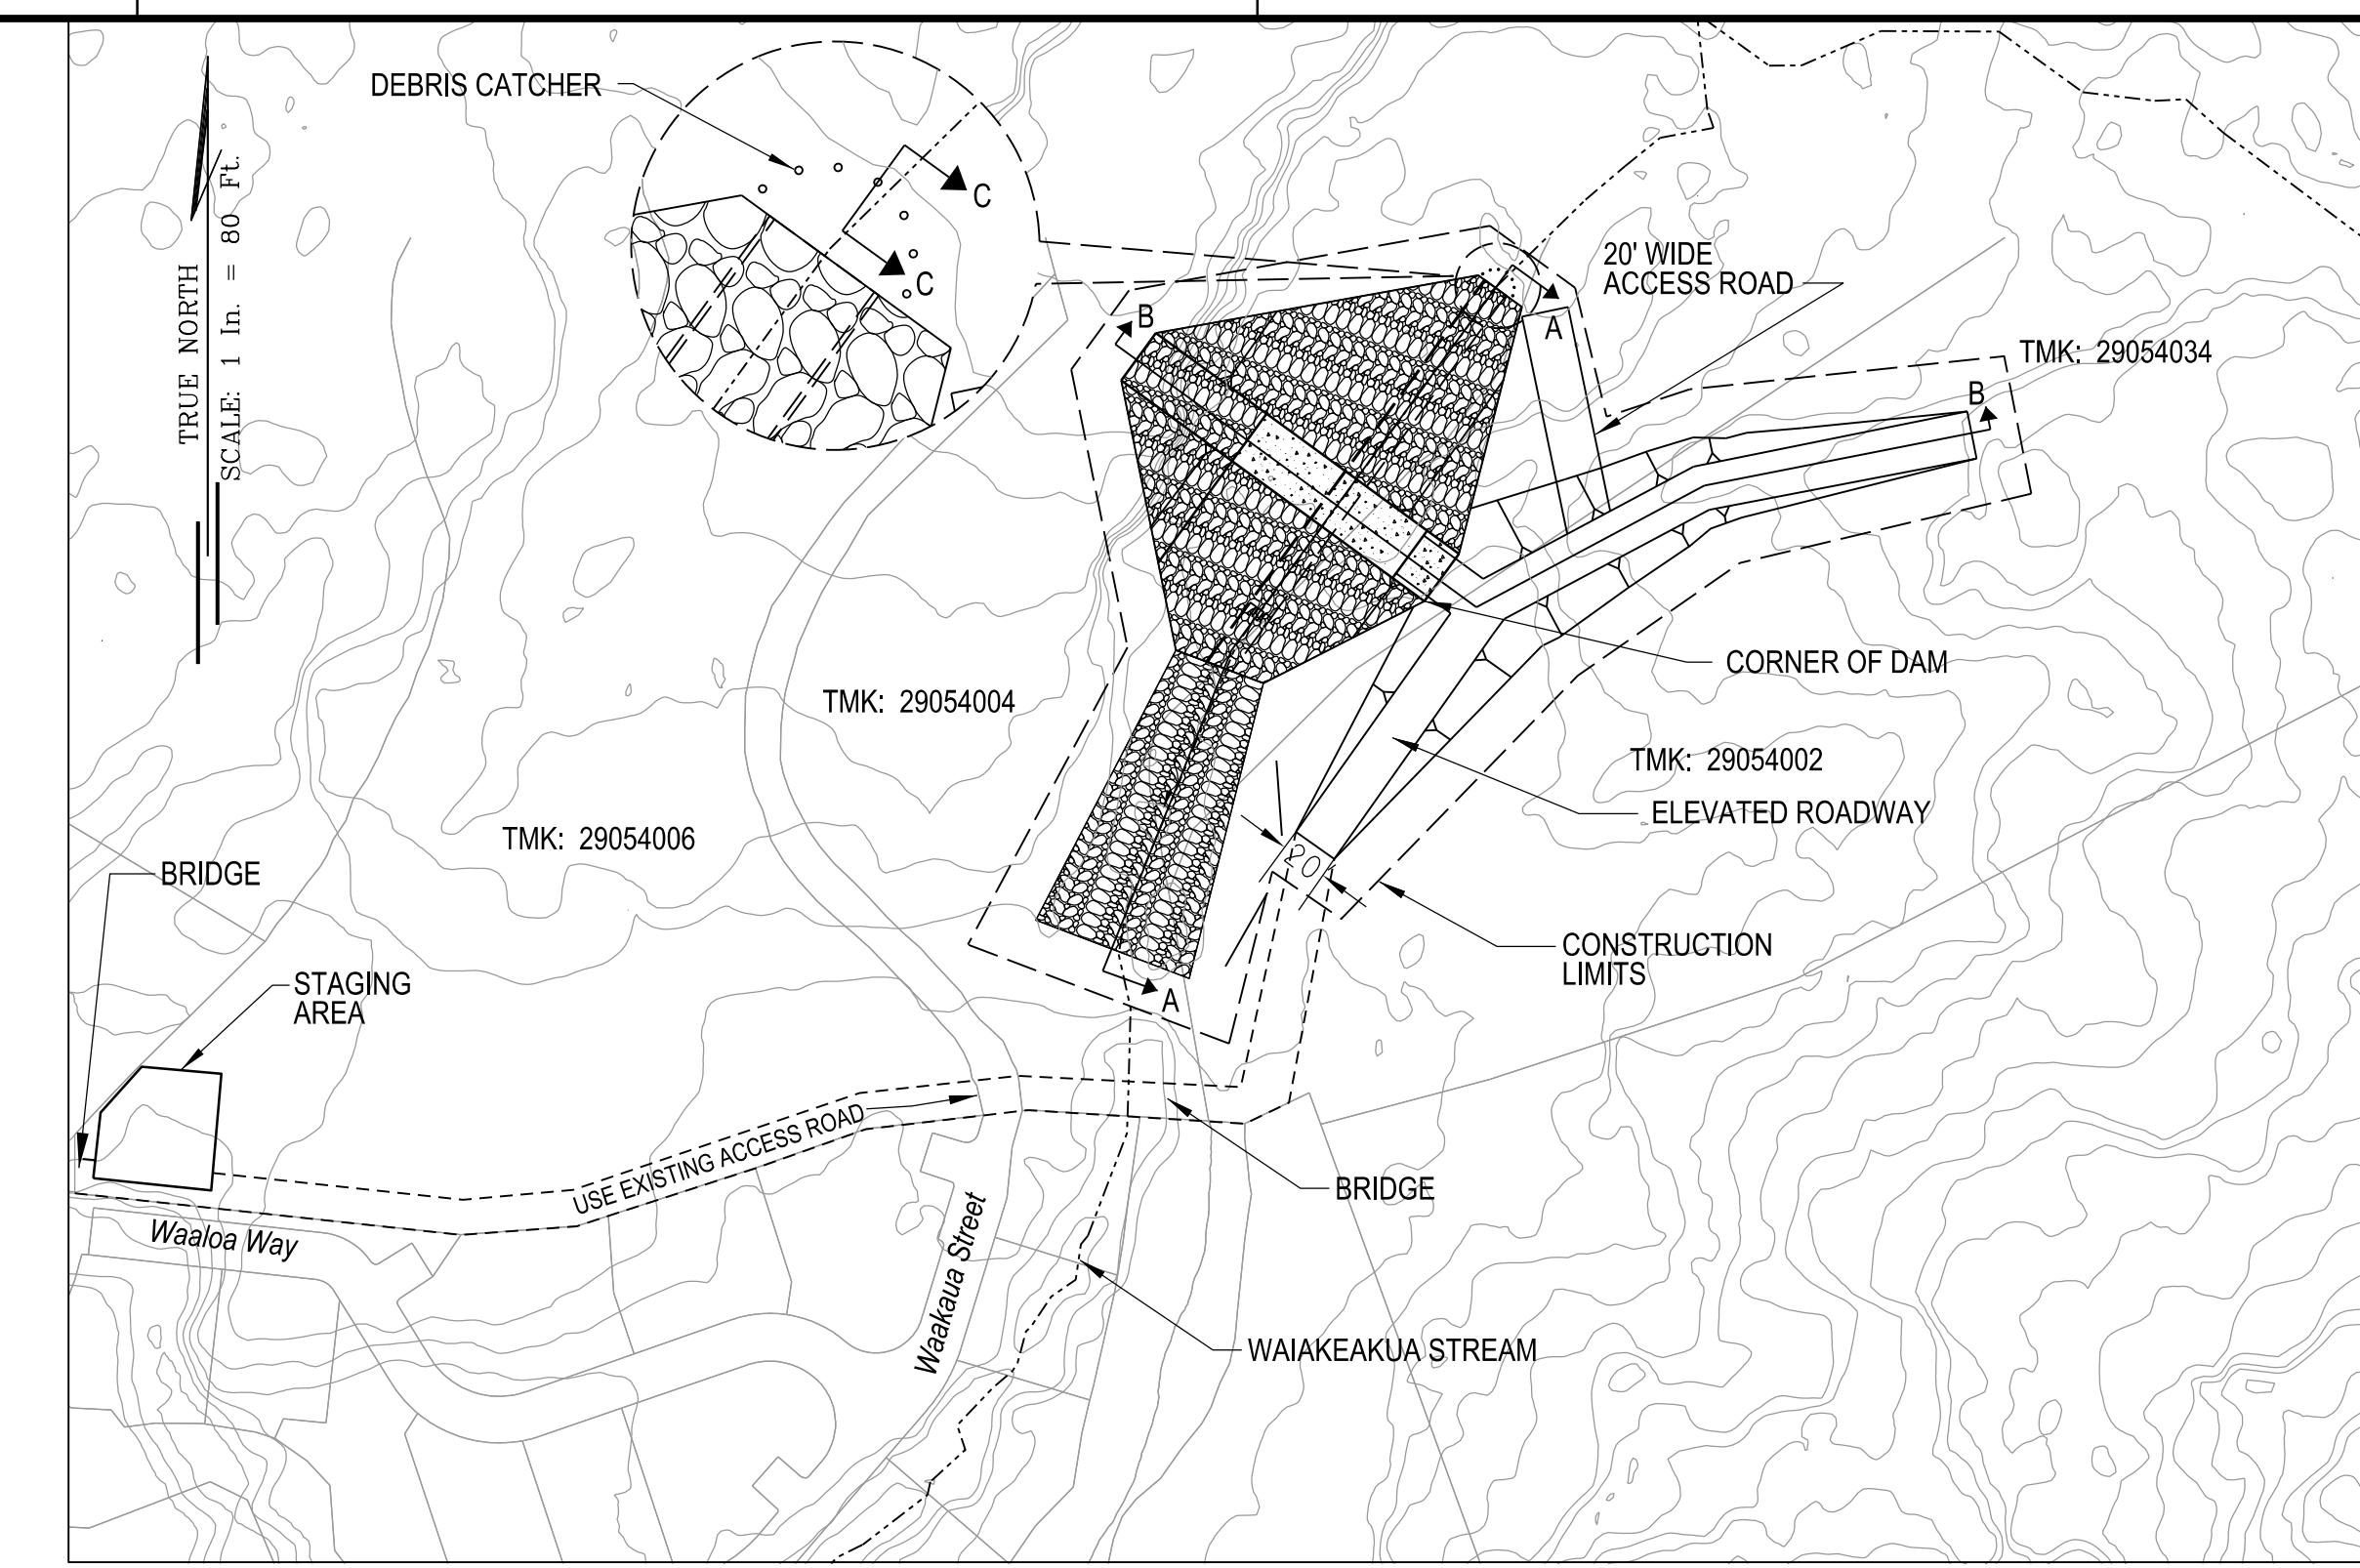 DEBRIS CATCHER
C
C
TRUE NORTH
SCALE: 1 In. = 80 Ft.
20' WIDE
ACCESS ROAD
B
A
TMK: 29054034
B
CORNER OF DAM
TMK: 29054004
TMK: 29054002
ELEVATED ROADWAY
TMK: 29054006
20
BRIDGE
CONSTRUCTION
LIMITS
STAGING
AREA
A
USE EXISTING ACCESS ROAD
BRIDGE
Waaloa Way
Waakaua Street
WAIAKEAKUA STREAM